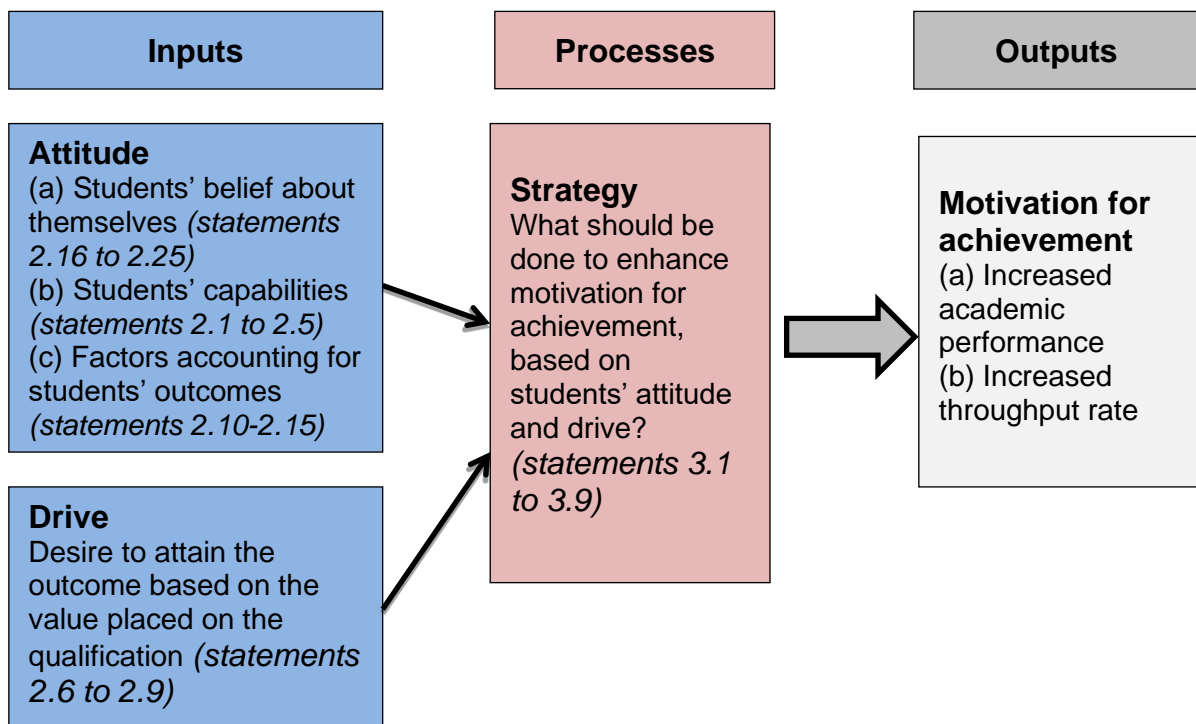 Inputs
Processes
Outputs
Attitude
(a) Students’ belief about
themselves (statements
2.16 to 2.25)
(b) Students’ capabilities
(statements 2.1 to 2.5)
(c) Factors accounting for
students’ outcomes
(statements 2.10-2.15)
Drive
Desire to attain the
outcome based on the
value placed on the
qualification (statements
2.6 to 2.9)
Strategy
What should be
done to enhance
motivation for
achievement,
based on
students’ attitude
and drive?
(statements 3.1
to 3.9)
Motivation for
achievement
(a) Increased
academic
performance
(b) Increased
throughput rate